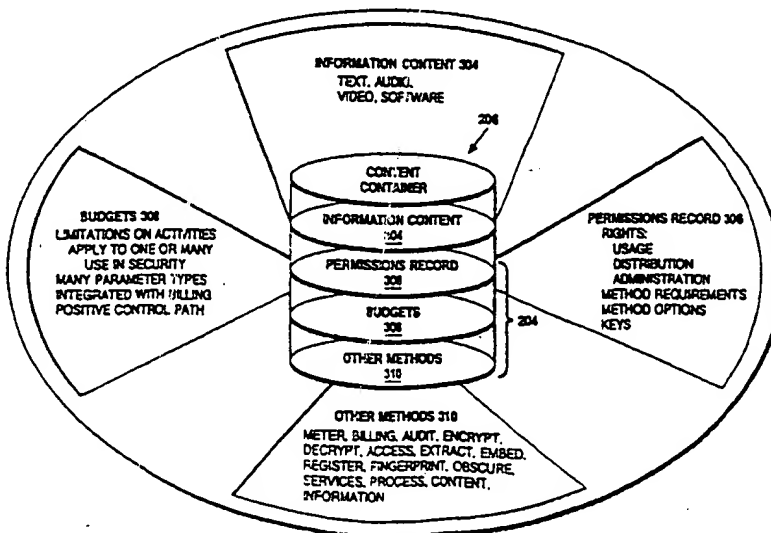 INFORMATION CONTENT 304
TEXT, AUDIO,
VIDEO, SOFTWARE
206
CONTENT
CONTAINER
INFORMATION CONTENT
304
PERMISSIONS RECORD
BUDGETS
OTHER METHODS
310
204
BUDGETS 308
LIMITATIONS ON ACTIVITIES
APPLY TO ONE OR MANY
USE IN SECURITY
MANY PARAMETER TYPES
INTEGRATED WITH BILLING
POSITIVE CONTROL PATH
PERMISSIONS RECORD
RIGHTS:
USAGE
DISTRIBUTION
ADMINISTRATION
METHOD REQUIREMENTS
METHOD OPTIONS
KEYS
OTHER METHODS 310
METER, BILLING, AUDIT, ENCRYPT,
DECRYPT, ACCESS, EXTRACT, EMBED,
REGISTER, FINGERPRINT, OBSCURE,
SERVICES, PROCESS, CONTENT,
INFORMATION